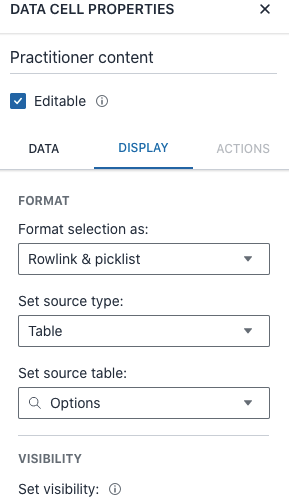 DATA CELL PROPERTIES
Practitioner content
Editable
DATA DISPLAY ACTIONS
FORMAT
Format selection as:
Rowlink & picklist
Set source type:
Table
Set source table:
Options
VISIBILITY
Set visibility: